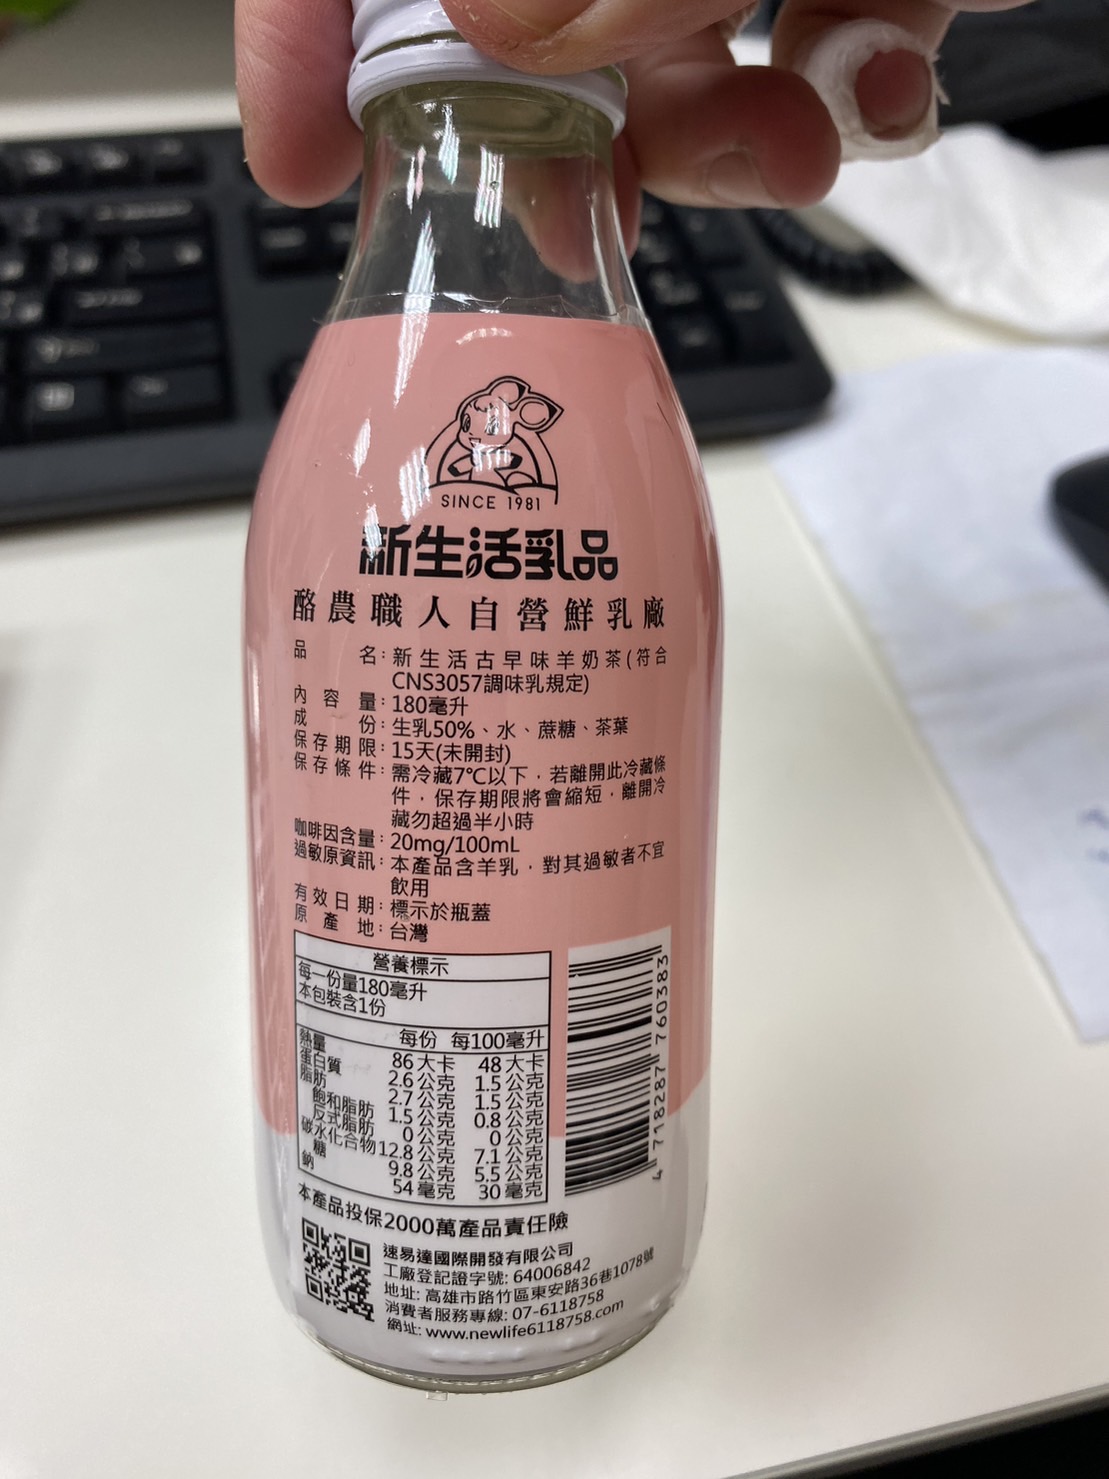 SINCE 1981
新生活乳品
酪農職人自營鮮乳廠
品名:新生活古早味羊奶茶(符合
CNS3057調味乳規定)
內容量:180毫升
成份:生乳50%、水、蔗糖、茶葉
保存期限:15天(未開封)
保存條件:需冷藏7℃以下，若離開此冷藏條
件，保存期限將會縮短，離開冷
藏勿超過半小時
咖啡因含量:20mg/100mL
過敏原資訊:本產品含羊乳，對其過敏者不宜
飲用
有效日期:標示於瓶蓋
原產地:台灣
營養標示
每一份量180毫升
本包裝含1份
每份 每100毫升
熱量 86大卡 48大卡
蛋白質 2.6公克 1.5公克
脂肪 2.7公克 1.5公克
飽和脂肪 1.5公克 0.8公克
反式脂肪 0公克 0公克
碳水化合物 12.8公克 7.1公克
糖 9.8公克 5.5公克
鈉 54毫克 30毫克
4 718287 760383
本產品投保2000萬產品責任險
速易達國際開發有限公司
工廠登記證字號: 64006842
地址: 高雄市路竹區東安路36巷1078號
消費者服務專線: 07-6118758
網址: www.newlife6118758.com